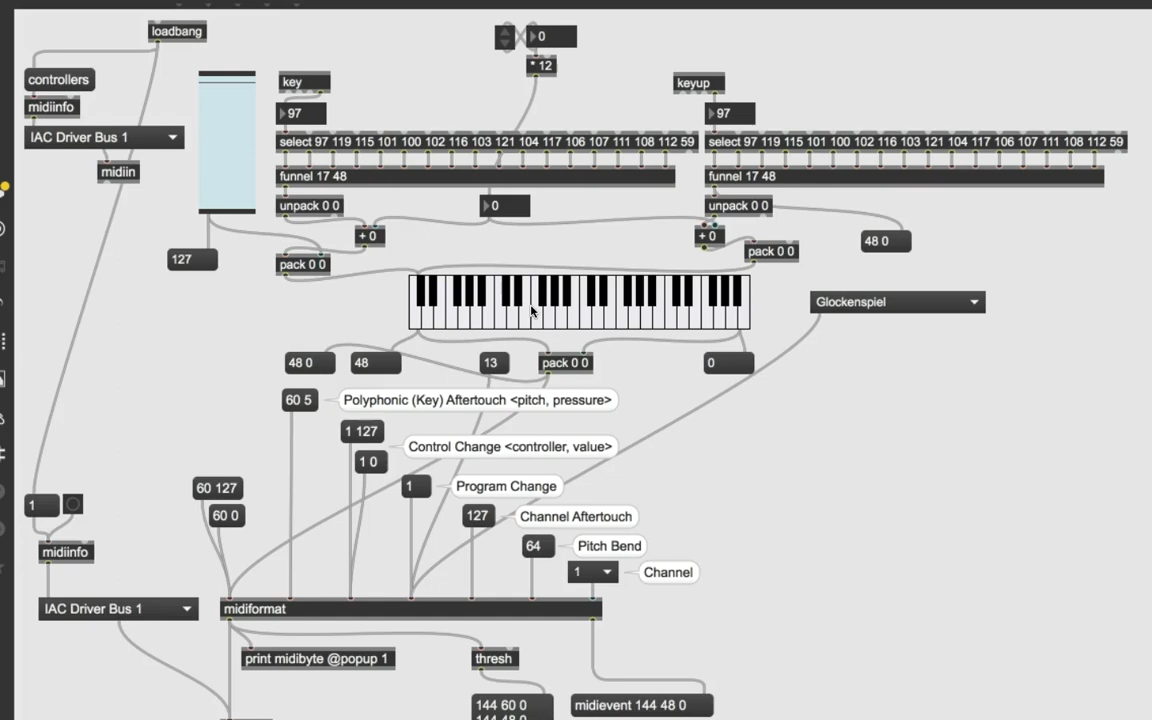 loadbang
0
* 12
controllers
key
keyup
midiinfo
97
97
IAC Driver Bus 1
select 97 119 115 101 100 102 116 103 121 104 117 106 107 111 108 112 59
select 97 119 115 101 100 102 116 103 121 104 117 106 107 111 108 112 59
midiin
funnel 17 48
funnel 17 48
unpack 0 0
0
unpack 0 0
+ 0
+ 0
48 0
127
pack 0 0
pack 0 0
Glockenspiel
48 0
48
13
pack 0 0
0
60 5
Polyphonic (Key) Aftertouch <pitch, pressure>
1 127
Control Change <controller, value>
1 0
60 127
1
Program Change
1
60 0
127
Channel Aftertouch
64
Pitch Bend
midiinfo
1
Channel
IAC Driver Bus 1
midiformat
print midibyte @popup 1
thresh
144 60 0
midievent 144 48 0
144 48 0